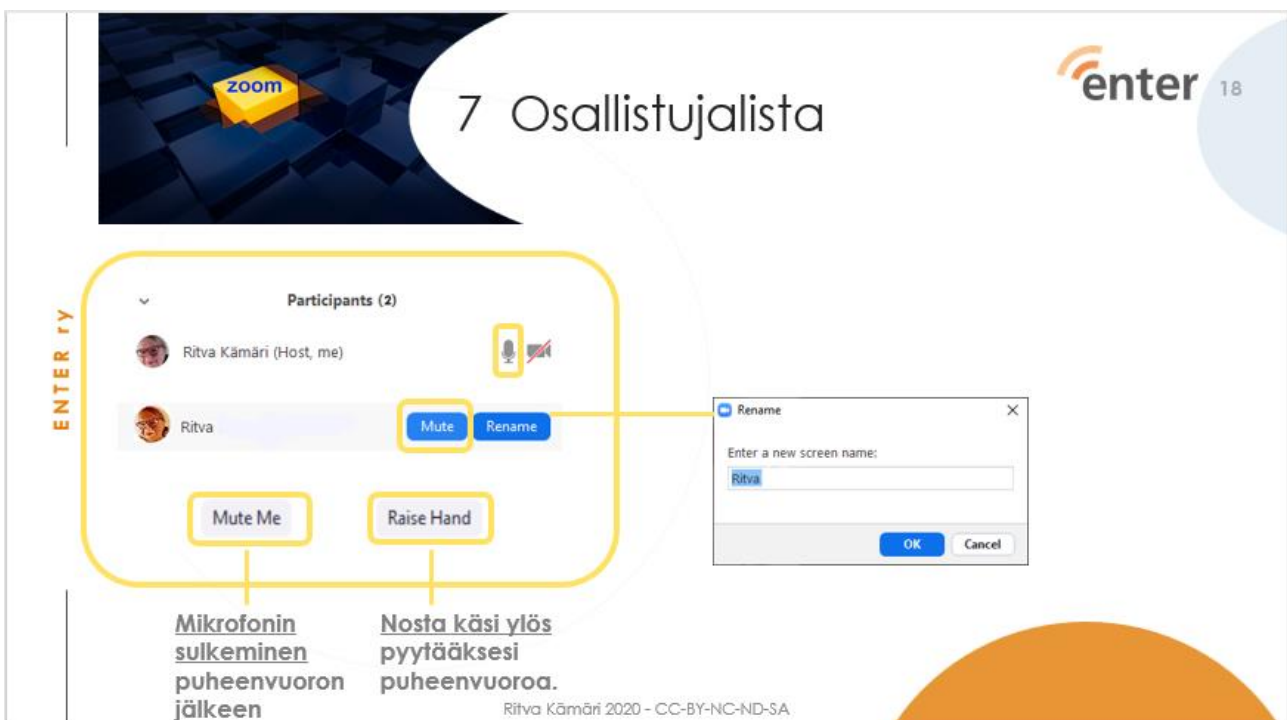 zoom
7 Osallistujalista
enter
18
ENTER ry
Participants (2)
Ritva Kämäri (Host, me)
Ritva
Mute
Rename
Mute Me
Raise Hand
Rename
Enter a new screen name:
Ritva
OK
Cancel
Mikrofonin
sulkeminen
puheenvuoron
jälkeen
Nosta käsi ylös
pyytääksesi
puheenvuoroa.
Ritva Kämäri 2020 - CC-BY-NC-ND-SA